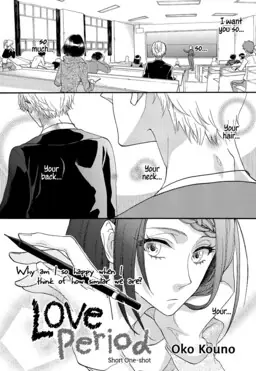 I want
you so...
I
so...
so
much...
Your
hair...
Your
neck...
Your
back...
Your...
Why am I so happy when I
think of how similar we are?
Love
Period
Short One-shot
Oko Kouno